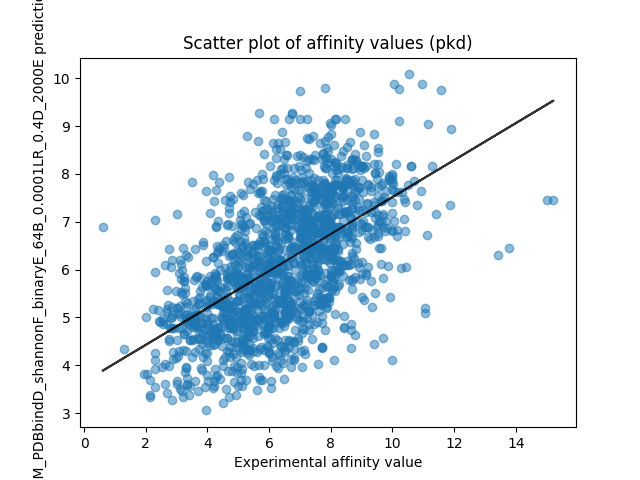 Scatter plot of affinity values (pkd)
M_PDBbindD_shannonF_binaryE_64B_0.0001LR_0.4D_2000E
10
9
8
7
6
5
4
3
0 2 4 6 8 10 12 14
Experimental affinity value